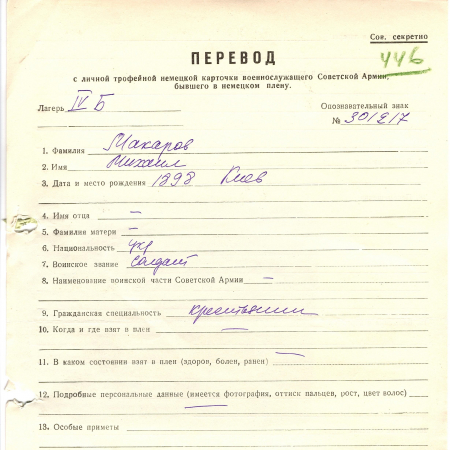 Сов. секретно
446
ПЕРЕВОД
с личной трофейной немецкой карточки военнослужащего Советской Армии,
бывшего в немецком плену.
Лагерь IV Б
Опознавательный знак
№ 301217
1. Фамилия Макаров
2. Имя Михаил
3. Дата и место рождения 1898 Киев
4. Имя отца —
5. Фамилия матери —
6. Национальность укр
7. Воинское звание солдат
8. Наименование воинской части Советской Армии —
9. Гражданская специальность крестьянин
10. Когда и где взят в плен —
11. В каком состоянии взят в плен (здоров, болен, ранен) —
12. Подробные персональные данные (имеется фотография, оттиск пальцев, рост, цвет волос)
—
13. Особые приметы